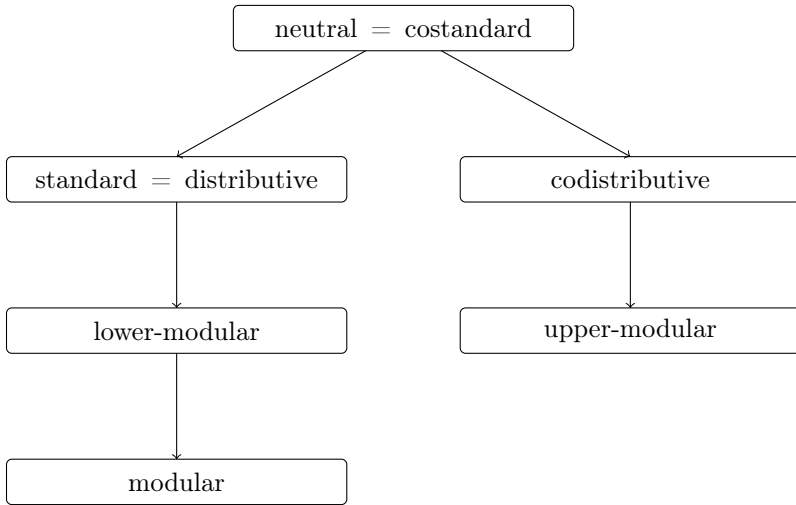 neutral = costandard
standard = distributive
codistributive
lower-modular
upper-modular
modular